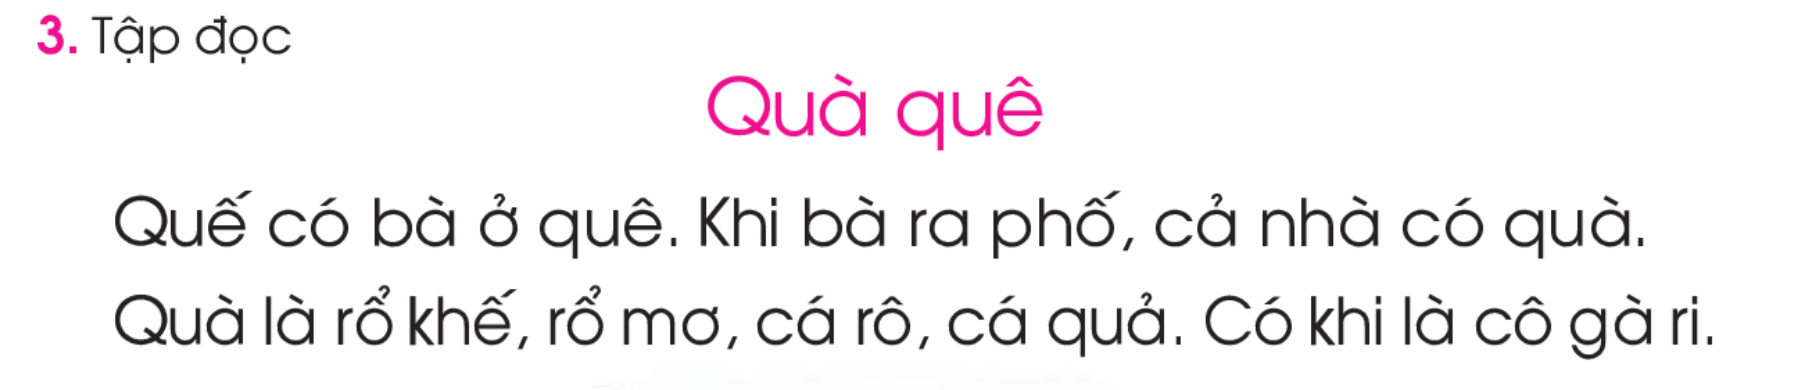 3. Tập đọc
Quà quê
Quế có bà ở quê. Khi bà ra phố, cả nhà có quà.
Quà là rổ khế, rổ mơ, cá rô, cá quả. Có khi là cô gà ri.